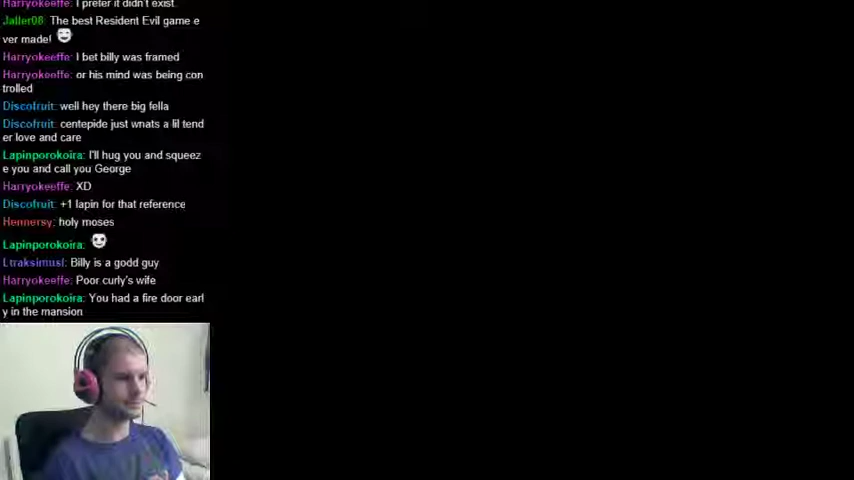 Harryokeeffe: I prefer it didn't exist.
Jaller08: The best Resident Evil game e
ver made!
Harryokeeffe: I bet billy was framed
Harryokeeffe: or his mind was being con
trolled
Discofruit: well hey there big fella
Discofruit: centepide just wnats a lil tend
er love and care
Lapinporokoira: I'll hug you and squeez
e you and call you George
Harryokeeffe: XD
Discofruit: +1 lapin for that reference
Hennersy: holy moses
Lapinporokoira:
Ltraksimusl: Billy is a godd guy
Harryokeeffe: Poor curly's wife
Lapinporokoira: You had a fire door earl
y in the mansion